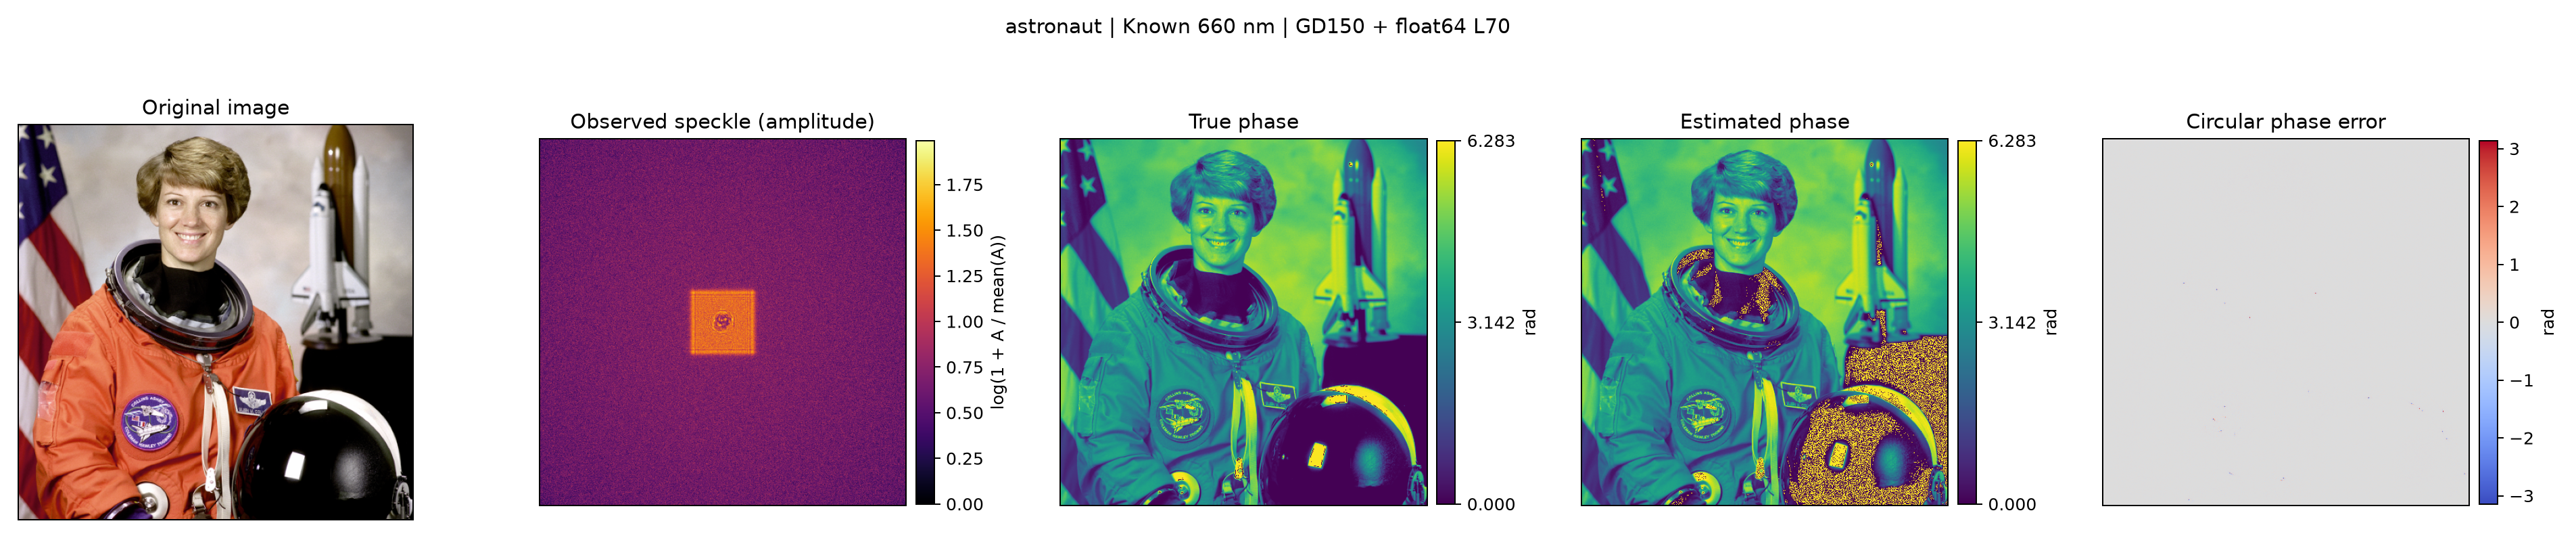 astronaut | Known 660 nm | GD150 + float64 L70
Original image
Observed speckle (amplitude)
1.75
1.50
1.25
1.00
0.75
0.50
0.25
0.00
log(1 + A / mean(A))
True phase
6.283
3.142
0.000
rad
Estimated phase
6.283
3.142
0.000
rad
Circular phase error
3
2
1
0
−1
−2
−3
rad